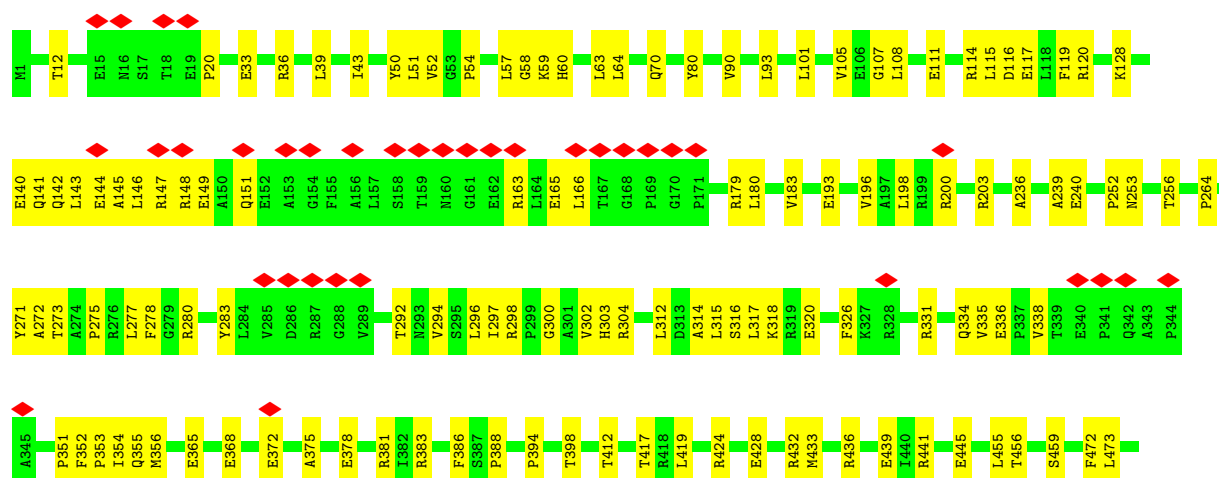 M1 T12 E15 N16 S17 T18 E19 P20 E33 R36 L39 I43 Y50 L51 V52 G53 P54 L57 G58 K59 H60 L63 L64 Q70 Y80 V90 L93 L101 V105 E106 G107 L108 E111 R114 L115 D116 E117 L118 F119 R120 K128
E140 Q141 Q142 L143 E144 A145 L146 R147 R148 E149 A150 Q151 E152 A153 G154 F155 A156 L157 S158 T159 N160 G161 E162 R163 L164 E165 L166 T167 G168 P169 G170 P171 R179 L180 V183 E193 V196 A197 L198 R199 R200 R203 A236 A239 E240 P252 N253 T256 P264
Y271 A272 T273 A274 P275 R276 L277 F278 G279 R280 Y283 L284 V285 D286 R287 G288 V289 T292 N293 V294 S295 L296 I297 R298 P299 G300 A301 V302 H303 R304 L312 D313 A314 L315 S316 L317 K318 R319 E320 F326 K327 R328 R331 Q334 V335 E336 P337 V338 T339 E340 P341 Q342 A343 P344
A345 P351 F352 P353 I354 Q355 M356 E365 E368 E372 A375 E378 R381 I382 R383 F386 S387 P388 P394 T398 T412 T417 R418 L419 R424 E428 R432 M433 R436 E439 I440 R441 E445 L455 T456 S459 F472 L473